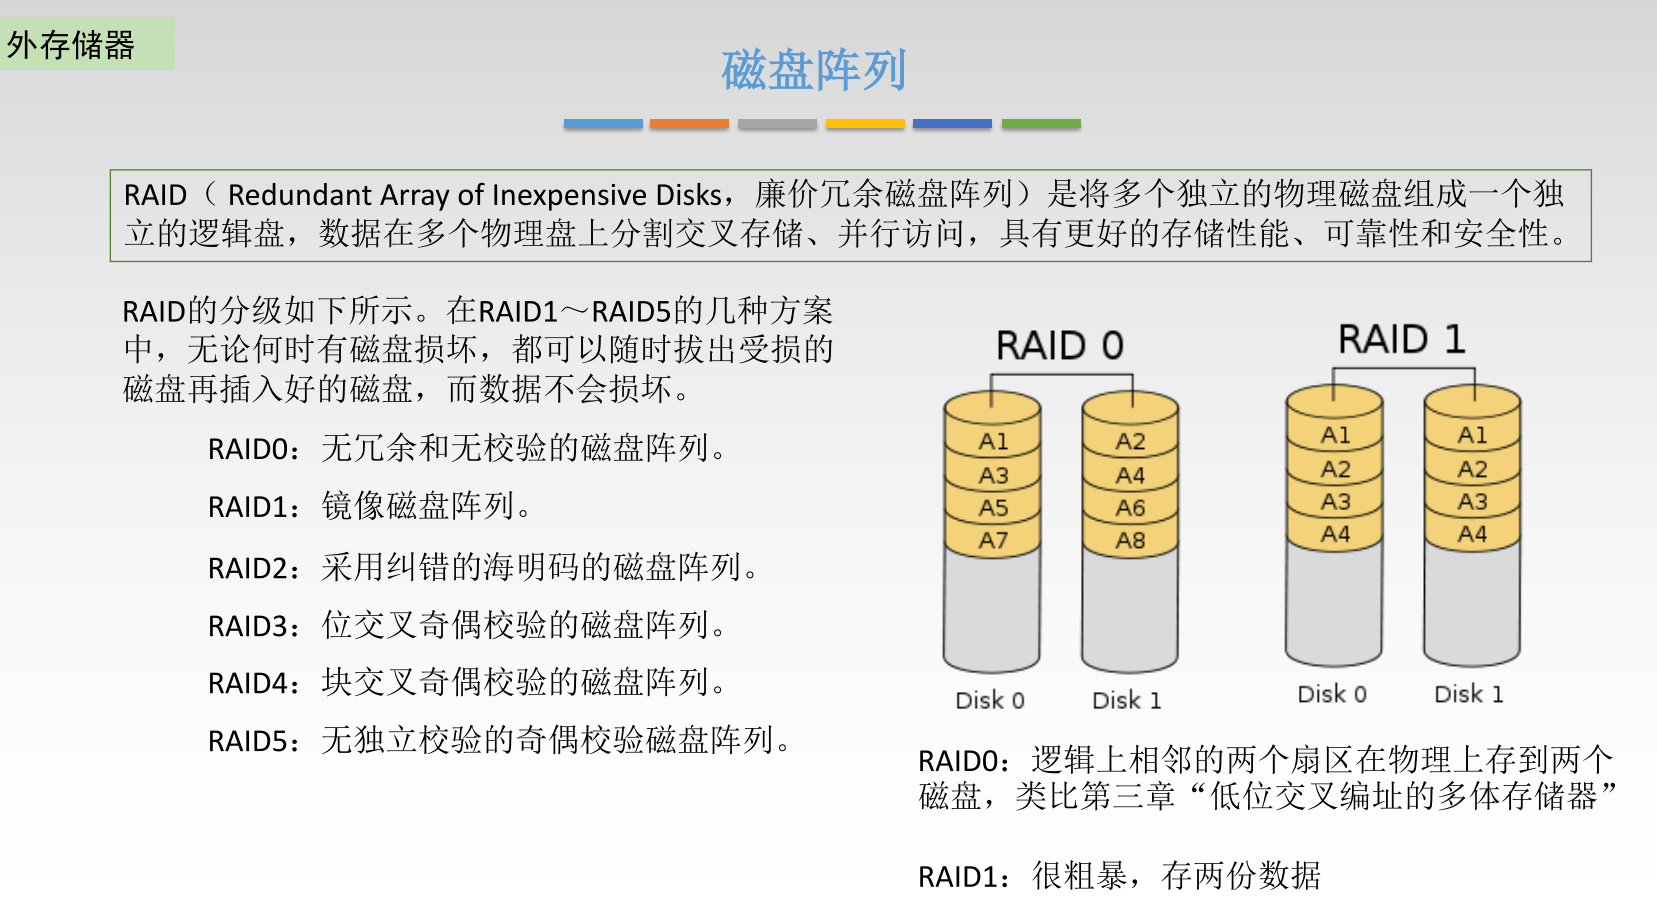 外存储器
磁盘阵列
RAID（ Redundant Array of Inexpensive Disks，廉价冗余磁盘阵列）是将多个独立的物理磁盘组成一个独
立的逻辑盘，数据在多个物理盘上分割交叉存储、并行访问，具有更好的存储性能、可靠性和安全性。
RAID的分级如下所示。在RAID1～RAID5的几种方案
中，无论何时有磁盘损坏，都可以随时拔出受损的
磁盘再插入好的磁盘，而数据不会损坏。
RAID0：无冗余和无校验的磁盘阵列。
RAID1：镜像磁盘阵列。
RAID2：采用纠错的海明码的磁盘阵列。
RAID3：位交叉奇偶校验的磁盘阵列。
RAID4：块交叉奇偶校验的磁盘阵列。
RAID5：无独立校验的奇偶校验磁盘阵列。
RAID 0
A1 A2
A3 A4
A5 A6
A7 A8
Disk 0 Disk 1
RAID 1
A1 A1
A2 A2
A3 A3
A4 A4
Disk 0 Disk 1
RAID0：逻辑上相邻的两个扇区在物理上存到两个
磁盘，类比第三章“低位交叉编址的多体存储器”
RAID1：很粗暴，存两份数据